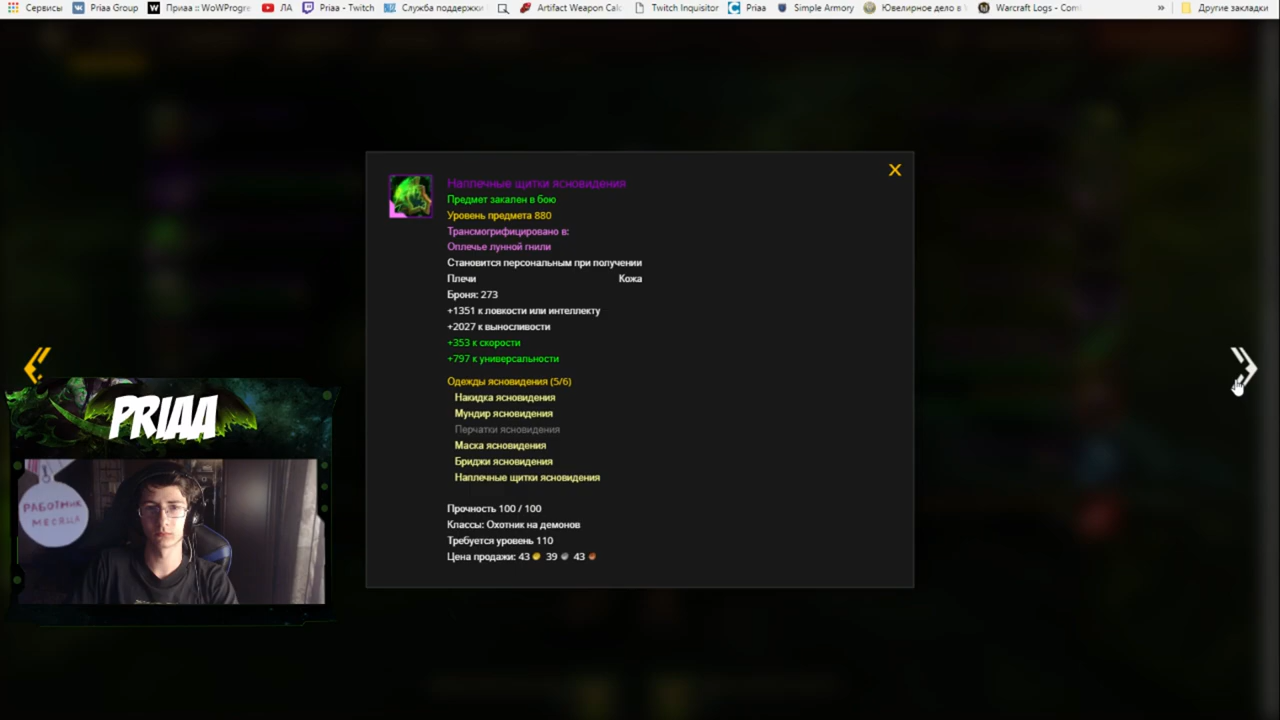 Сервисы Priaa Group Приаа :: WoWProgre ЛА Priaa - Twitch Служба поддержки Artifact Weapon Calc Twitch Inquisitor Priaa Simple Armory Ювелирное дело в Warcraft Logs - Com » Другие закладки
Наплечные щитки ясновидения
Предмет закален в бою
Уровень предмета 880
Трансмогрифицировано в:
Оплечье лунной гнили
Становится персональным при получении
Плечи Кожа
Броня: 273
+1351 к ловкости или интеллекту
+2027 к выносливости
+353 к скорости
+797 к универсальности
Одежды ясновидения (5/6)
Накидка ясновидения
Мундир ясновидения
Перчатки ясновидения
Маска ясновидения
Бриджи ясновидения
Наплечные щитки ясновидения
Прочность 100 / 100
Классы: Охотник на демонов
Требуется уровень 110
Цена продажи: 43 39 43
PRIAA
РАБОТНИК
МЕСЯЦА